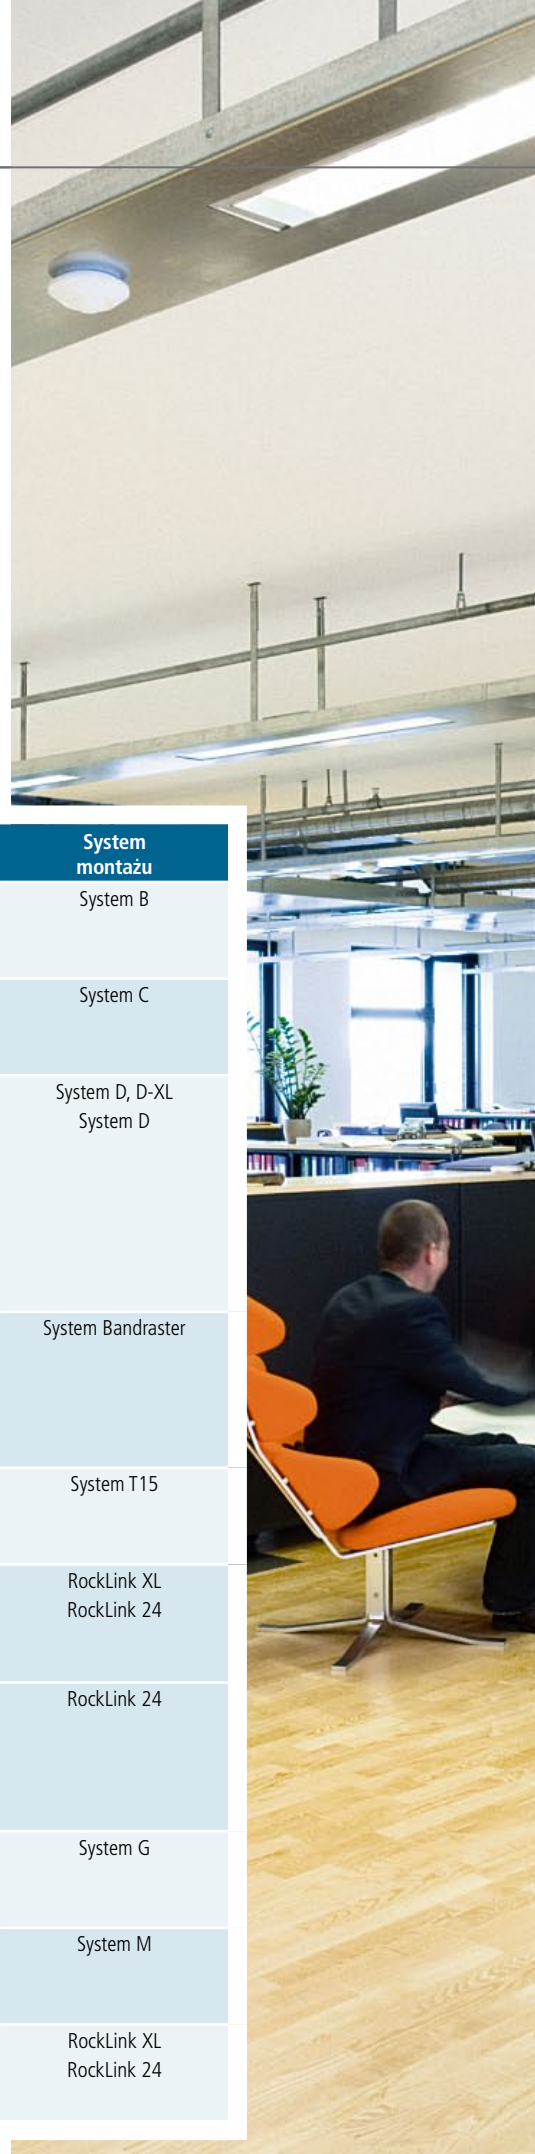 System
montażu
System B
System C
System D, D-XL
System D
System Bandraster
System T15
RockLink XL
RockLink 24
RockLink 24
System G
System M
RockLink XL
RockLink 24